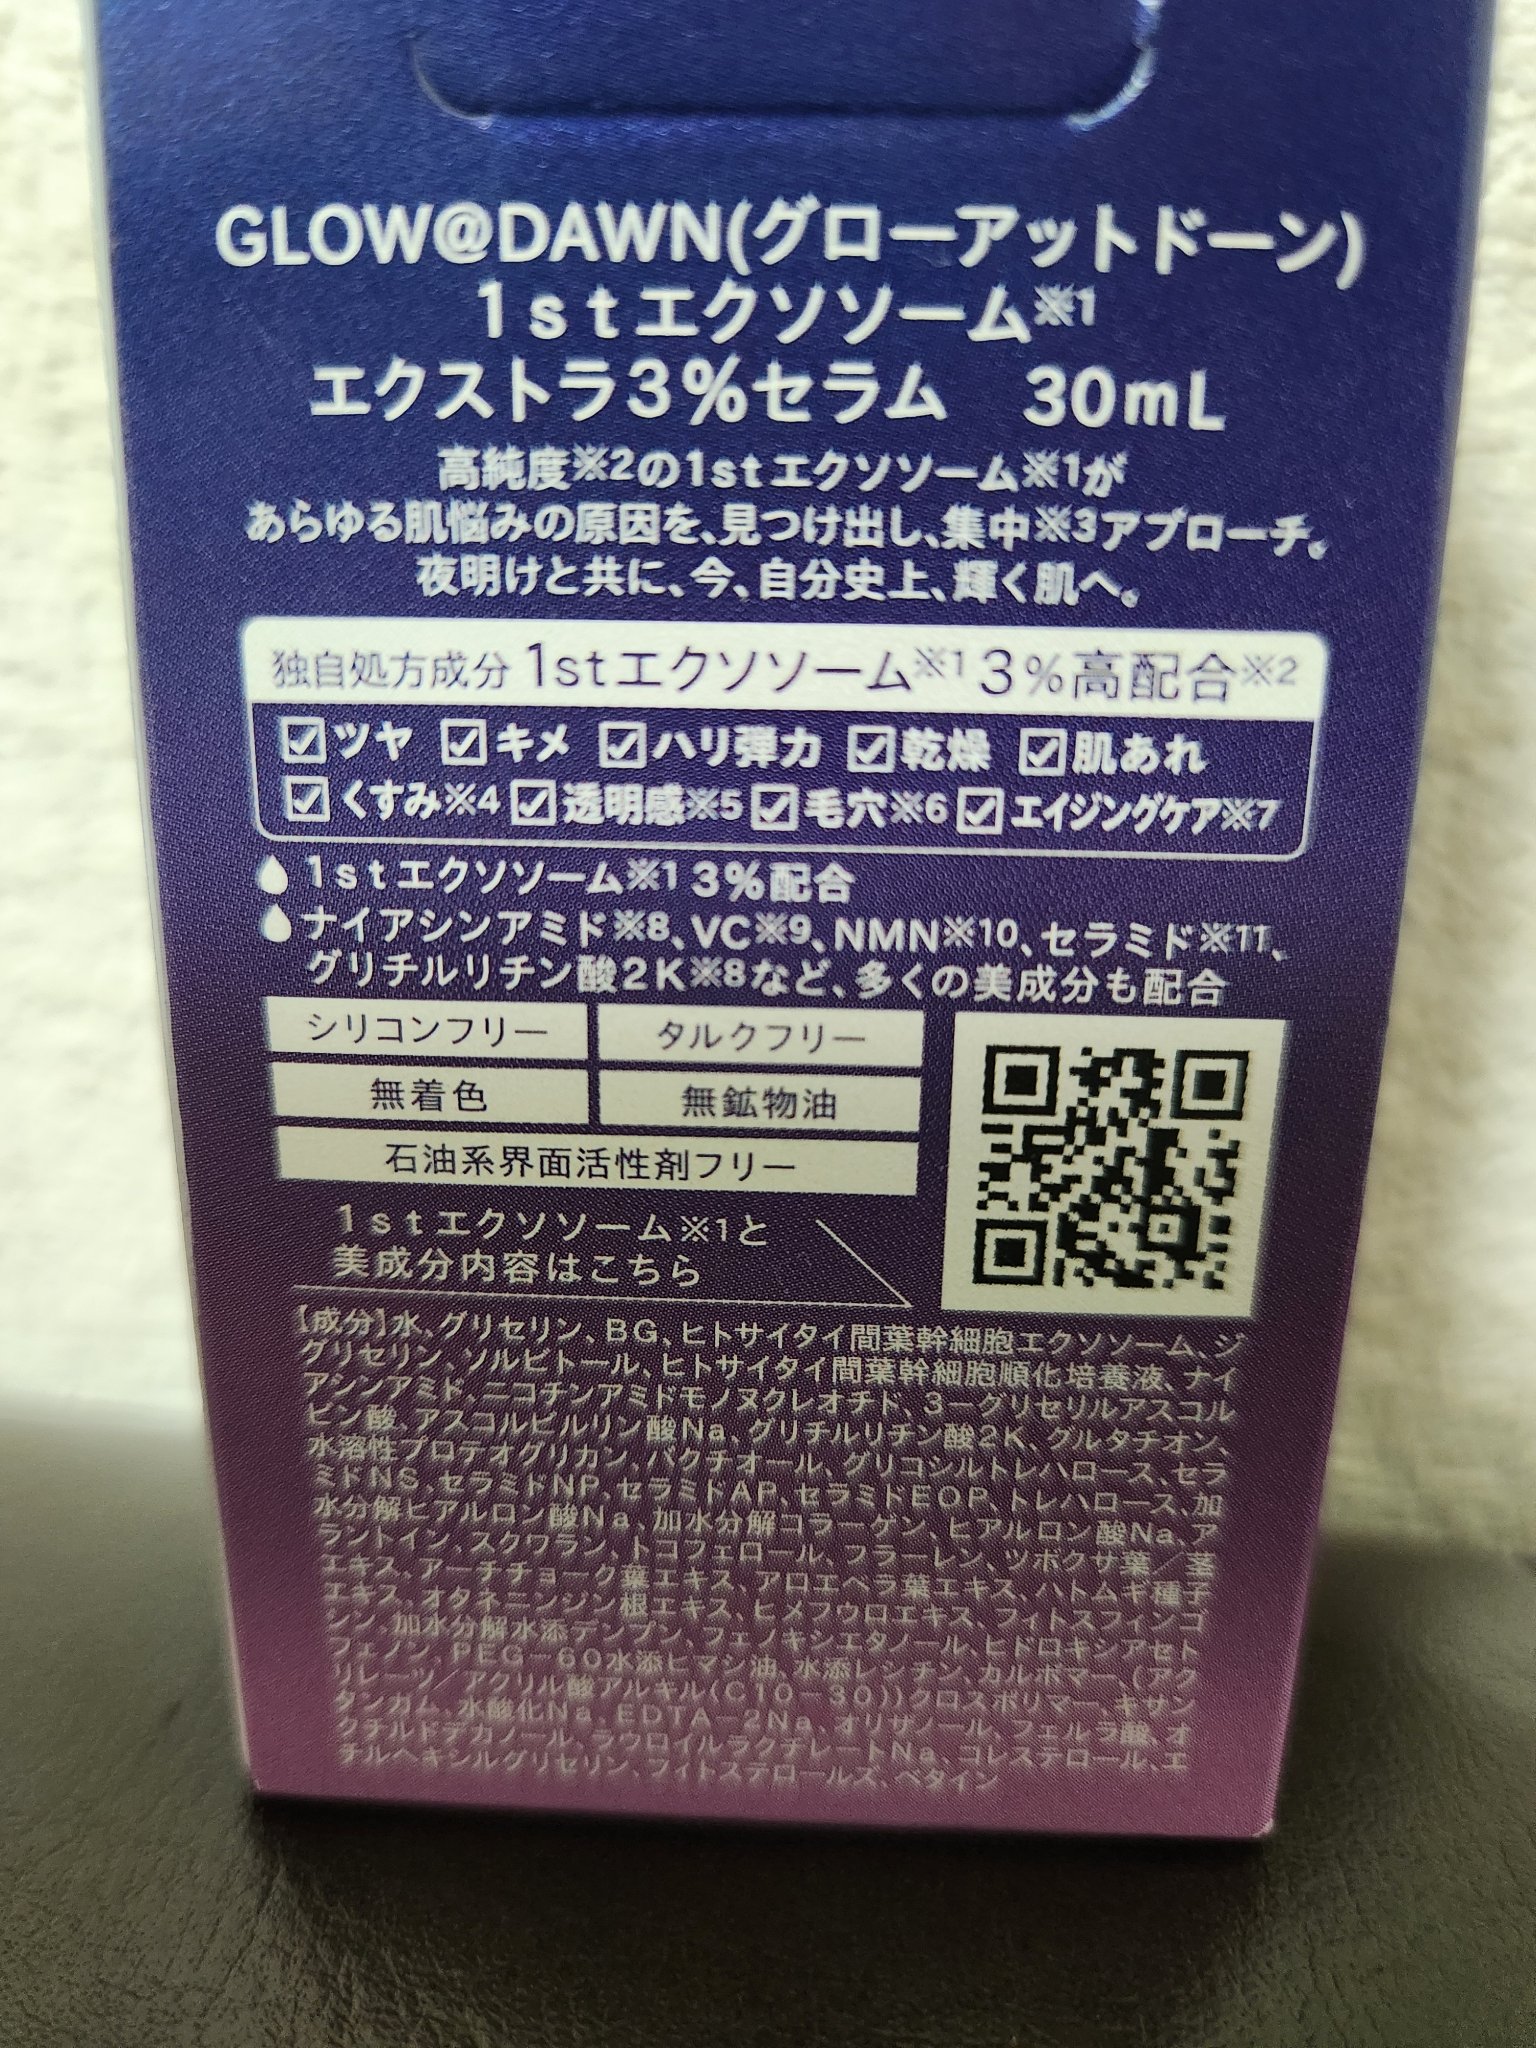 GLOW@DAWN(グローアットドーン)
1stエクソソーム※1
エクストラ3%セラム 30mL
高純度※2の1stエクソソーム※1が
あらゆる肌悩みの原因を、見つけ出し、集中※3アプローチ。
夜明けと共に、今、自分史上、輝く肌へ。
独自処方成分 1stエクソソーム※1 3%高配合※2
☑ツヤ ☑キメ ☑ハリ弾力 ☑乾燥 ☑肌あれ
☑くすみ※4 ☑透明感※5 ☑毛穴※6 ☑エイジングケア※7
1stエクソソーム※1 3%配合
ナイアシンアミド※8、VC※9、NMN※10、セラミド※11、
グリチルリチン酸2K※8など、多くの美成分も配合
シリコンフリー タルクフリー
無着色 無鉱物油
石油系界面活性剤フリー
1stエクソソーム※1と
美成分内容はこちら
【成分】水、グリセリン、BG、ヒトサイタイ間葉幹細胞エクソソーム、ジ
グリセリン、ソルビトール、ヒトサイタイ間葉幹細胞順化培養液、ナイ
アシンアミド、ニコチンアミドモノヌクレオチド、3-グリセリルアスコル
ビン酸、アスコルビルリン酸Na、グリチルリチン酸2K、グルタチオン、
水溶性プロテオグリカン、バクチオール、グリコシルトレハロース、セラ
ミドNS、セラミドNP、セラミドAP、セラミドEOP、トレハロース、加
水分解ヒアルロン酸Na、加水分解コラーゲン、ヒアルロン酸Na、ア
ラントイン、スクワラン、トコフェロール、フラーレン、ツボクサ葉/茎
エキス、アーチチョーク葉エキス、アロエベラ葉エキス、ハトムギ種子
エキス、オタネニンジン根エキス、ヒメフウロエキス、フィトスフィンゴ
シン、加水分解水添デンプン、フェノキシエタノール、ヒドロキシアセト
フェノン、PEG-60水添ヒマシ油、水添レシチン、カルボマー、(アク
リレーツ/アクリル酸アルキル(C10-30))クロスポリマー、キサン
タンガム、水酸化Na、EDTA-2Na、オリザノール、フェルラ酸、オ
クチルドデカノール、ラウロイルラクチレートNa、コレステロール、エ
チルヘキシルグリセリン、フィトステロールズ、ベタイン